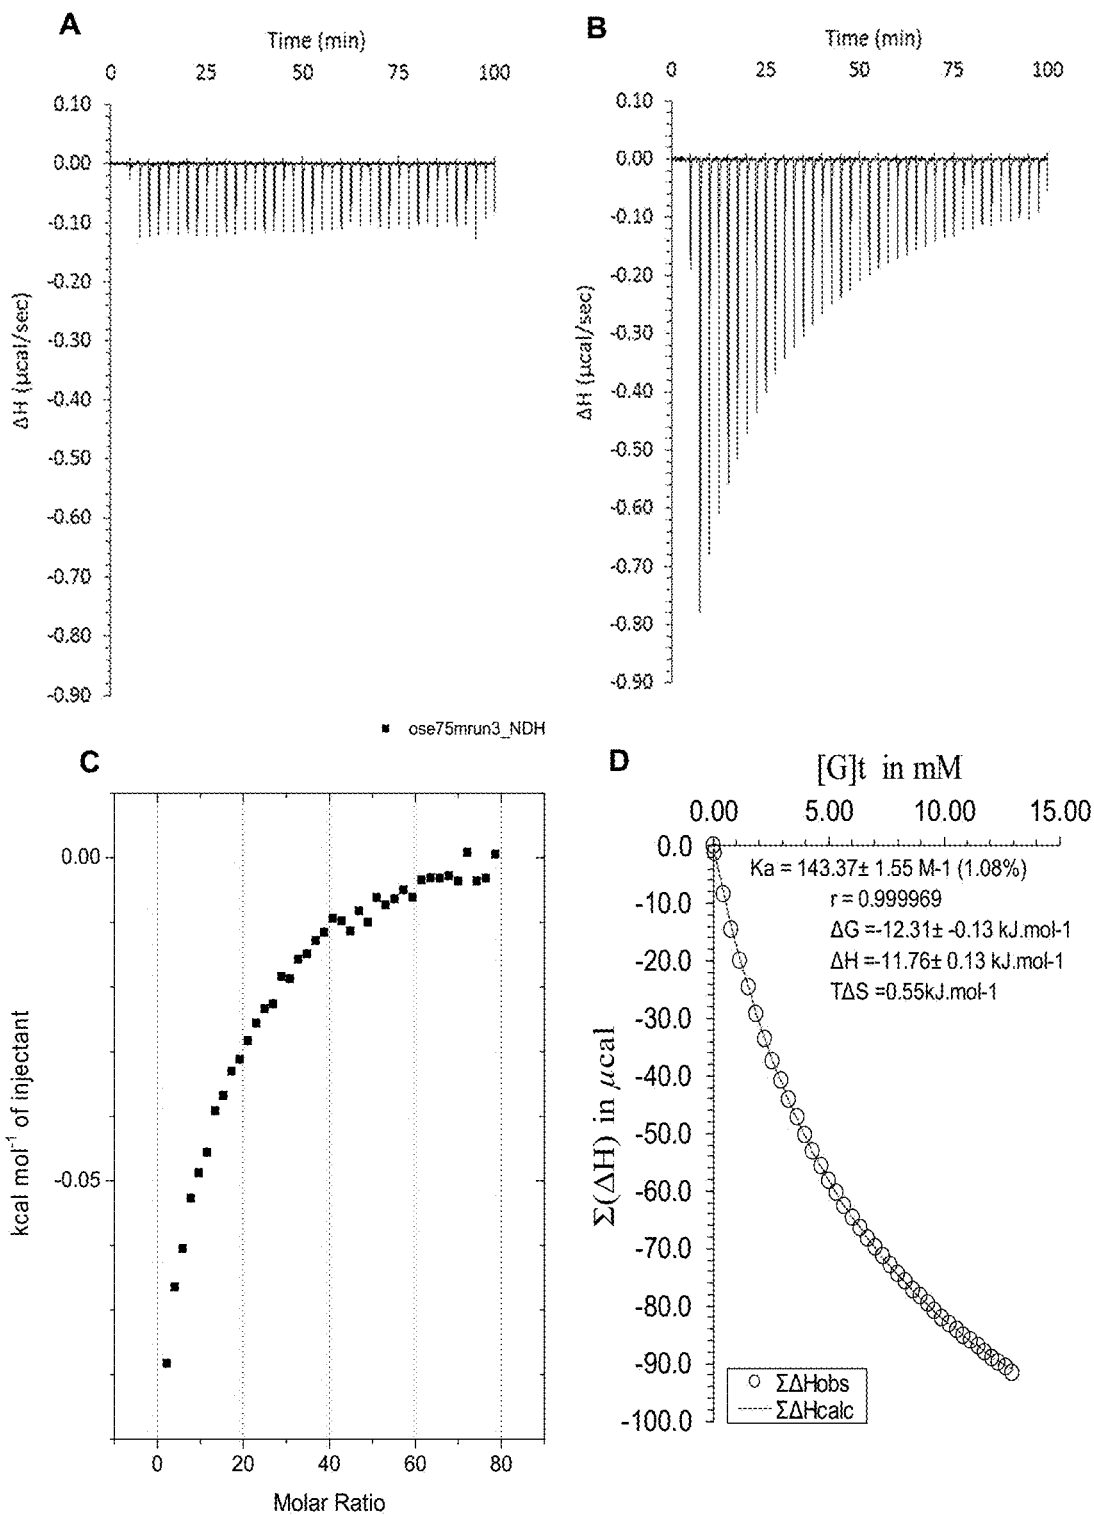 A
Time (min)
0 25 50 75 100
0.10
0.00
-0.10
-0.20
-0.30
-0.40
-0.50
-0.60
-0.70
-0.80
-0.90
ΔH (μcal/sec)
B
Time (min)
0 25 50 75 100
0.10
0.00
-0.10
-0.20
-0.30
-0.40
-0.50
-0.60
-0.70
-0.80
-0.90
ΔH (μcal/sec)
C
ose75mrun3_NDH
0.00
-0.05
kcal mol⁻¹ of injectant
0 20 40 60 80
Molar Ratio
D
[G]t in mM
0.00 5.00 10.00 15.00
0.0
-10.0
-20.0
-30.0
-40.0
-50.0
-60.0
-70.0
-80.0
-90.0
-100.0
Σ(ΔH) in μcal
Ka = 143.37± 1.55 M-1 (1.08%)
r = 0.999969
ΔG =-12.31± -0.13 kJ.mol-1
ΔH =-11.76± 0.13 kJ.mol-1
TΔS =0.55kJ.mol-1
ΣΔHobs
ΣΔHcalc